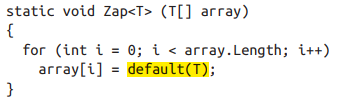 static void Zap<T> (T[] array)
{
  for (int i = 0; i < array.Length; i++)
    array[i] = default(T);
}